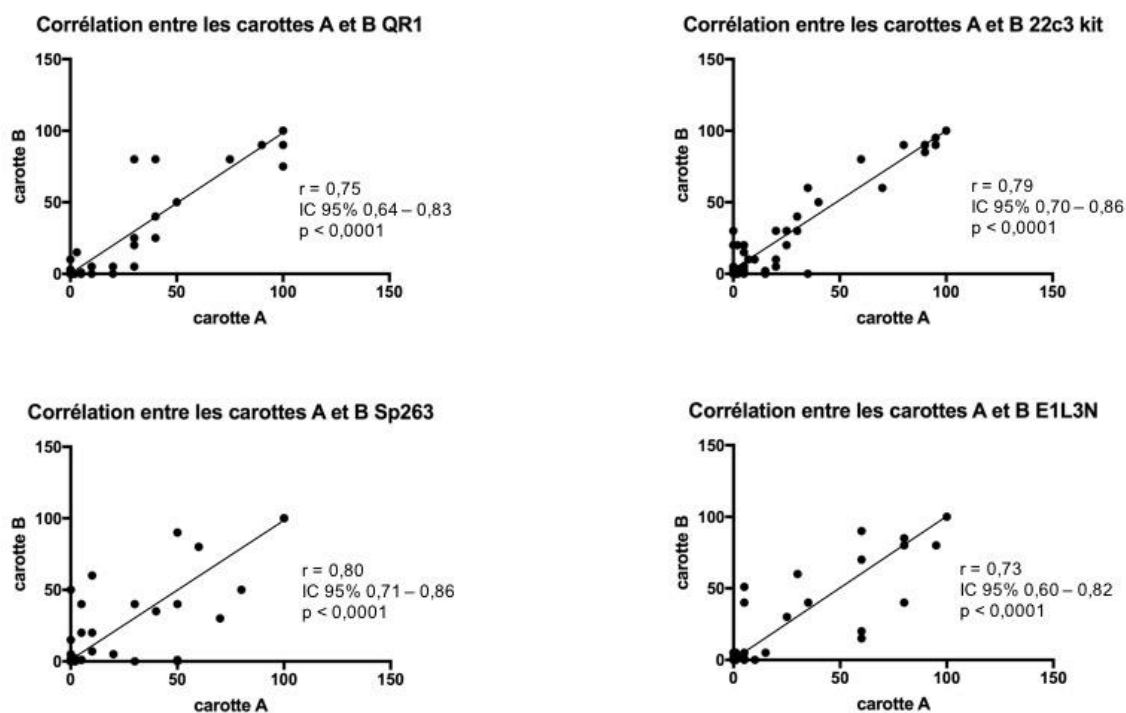 Corrélation entre les carottes A et B QR1
150
100
50
0
0
50
100
150
carotte B
carotte A
r = 0,75
IC 95% 0,64 – 0,83
p < 0,0001
Corrélation entre les carottes A et B 22c3 kit
150
100
50
0
0
50
100
150
carotte B
carotte A
r = 0,79
IC 95% 0,70 – 0,86
p < 0,0001
Corrélation entre les carottes A et B Sp263
150
100
50
0
0
50
100
150
carotte B
carotte A
r = 0,80
IC 95% 0,71 – 0,86
p < 0,0001
Corrélation entre les carottes A et B E1L3N
150
100
50
0
0
50
100
150
carotte B
carotte A
r = 0,73
IC 95% 0,60 – 0,82
p < 0,0001